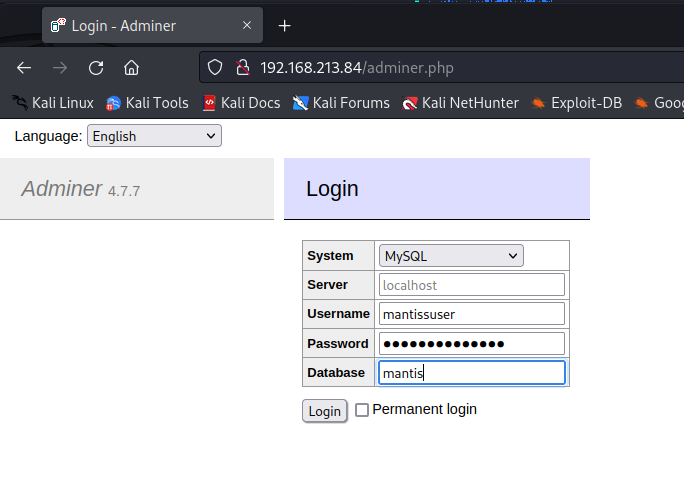 Login - Adminer
192.168.213.84/adminer.php
Kali Linux Kali Tools Kali Docs Kali Forums Kali NetHunter Exploit-DB Goog
Language: English
Adminer 4.7.7
Login
System MySQL
Server localhost
Username mantissuser
Password ●●●●●●●●●●●●●●
Database mantis
Login Permanent login